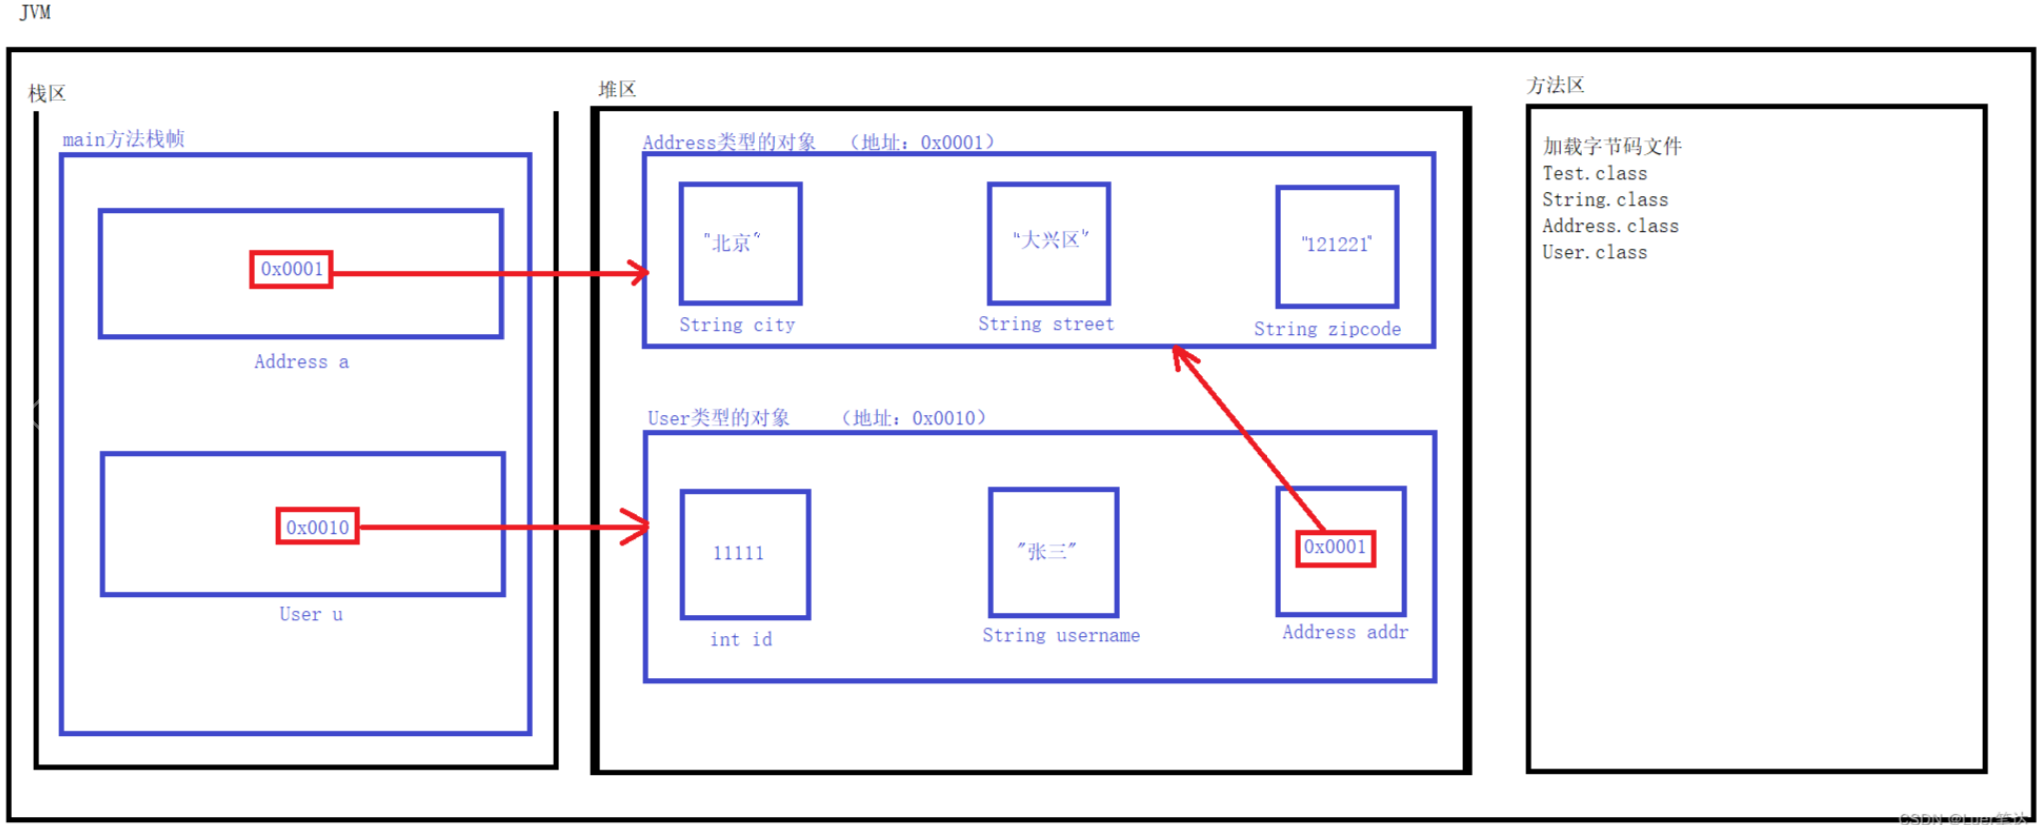 JVM
栈区
main方法栈帧
0x0001
Address a
0x0010
User u
堆区
Address类型的对象 （地址：0x0001）
"北京"
"大兴区"
"121221"
String city
String street
String zipcode
User类型的对象 （地址：0x0010）
11111
"张三"
0x0001
int id
String username
Address addr
方法区
加载字节码文件
Test.class
String.class
Address.class
User.class